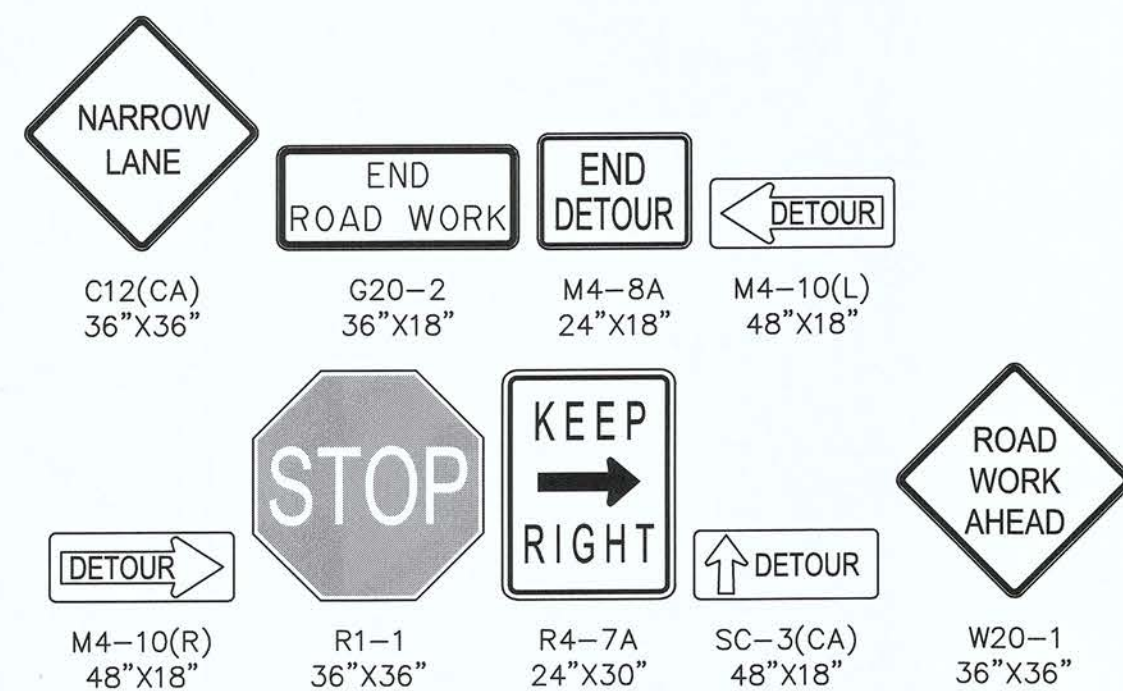 NARROW
LANE
C12(CA)
36”X36”
END
ROAD WORK
G20-2
36”X18”
END
DETOUR
M4-8A
24”X18”
DETOUR
M4-10(L)
48”X18”
DETOUR
M4-10(R)
48”X18”
STOP
R1-1
36”X36”
KEEP
RIGHT
R4-7A
24”X30”
DETOUR
SC-3(CA)
48”X18”
ROAD
WORK
AHEAD
W20-1
36”X36”